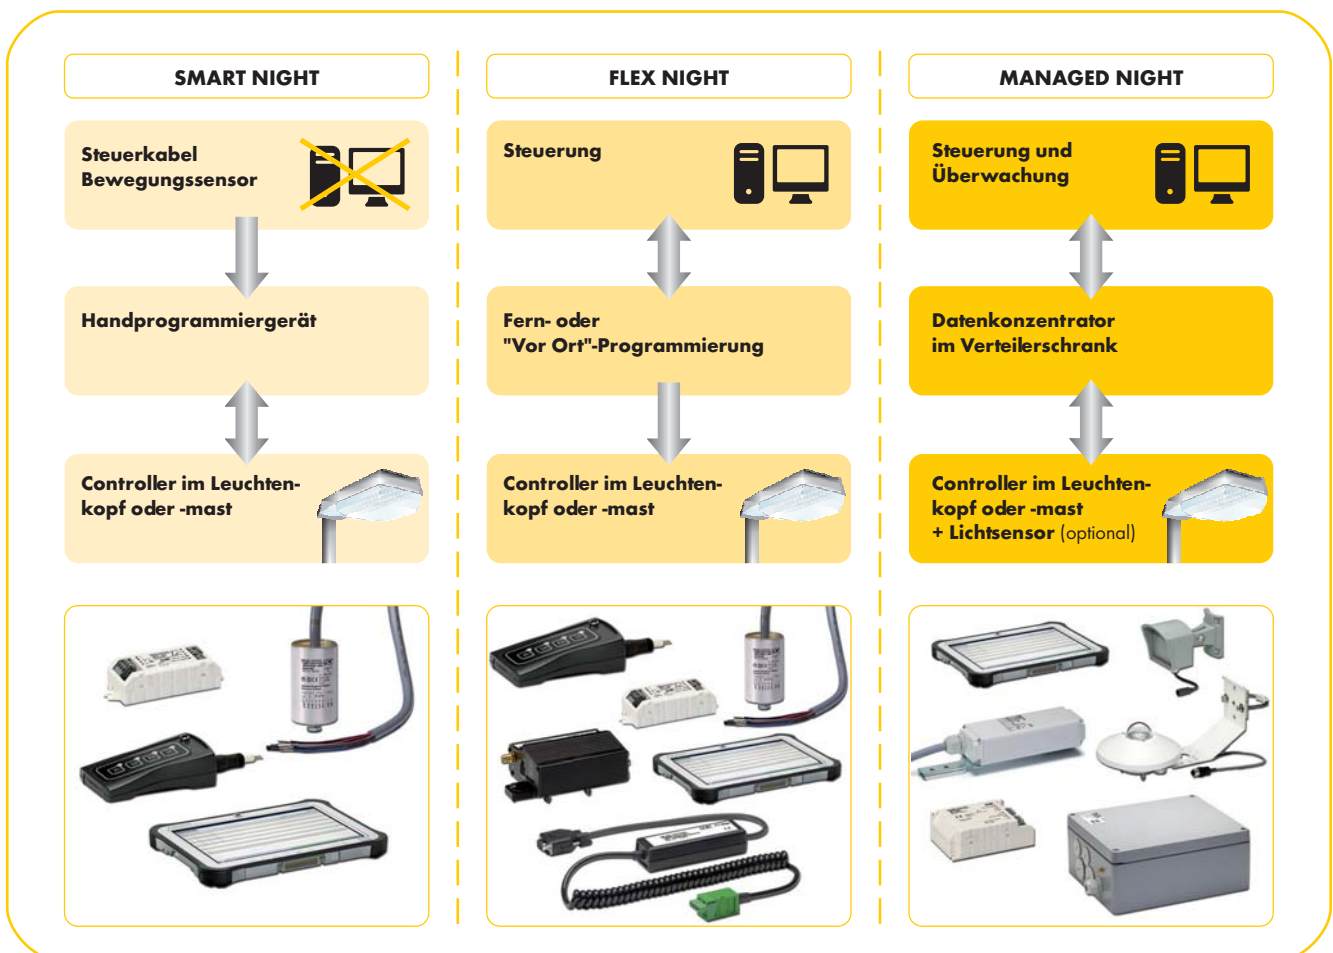 SMART NIGHT
Steuerkabel
Bewegungssensor
Handprogrammiergerät
Controller im Leuchten-
kopf oder -mast
FLEX NIGHT
Steuerung
Fern- oder
"Vor Ort"-Programmierung
Controller im Leuchten-
kopf oder -mast
MANAGED NIGHT
Steuerung und
Überwachung
Datenkonzentrator
im Verteilerschrank
Controller im Leuchten-
kopf oder -mast
+ Lichtsensor (optional)